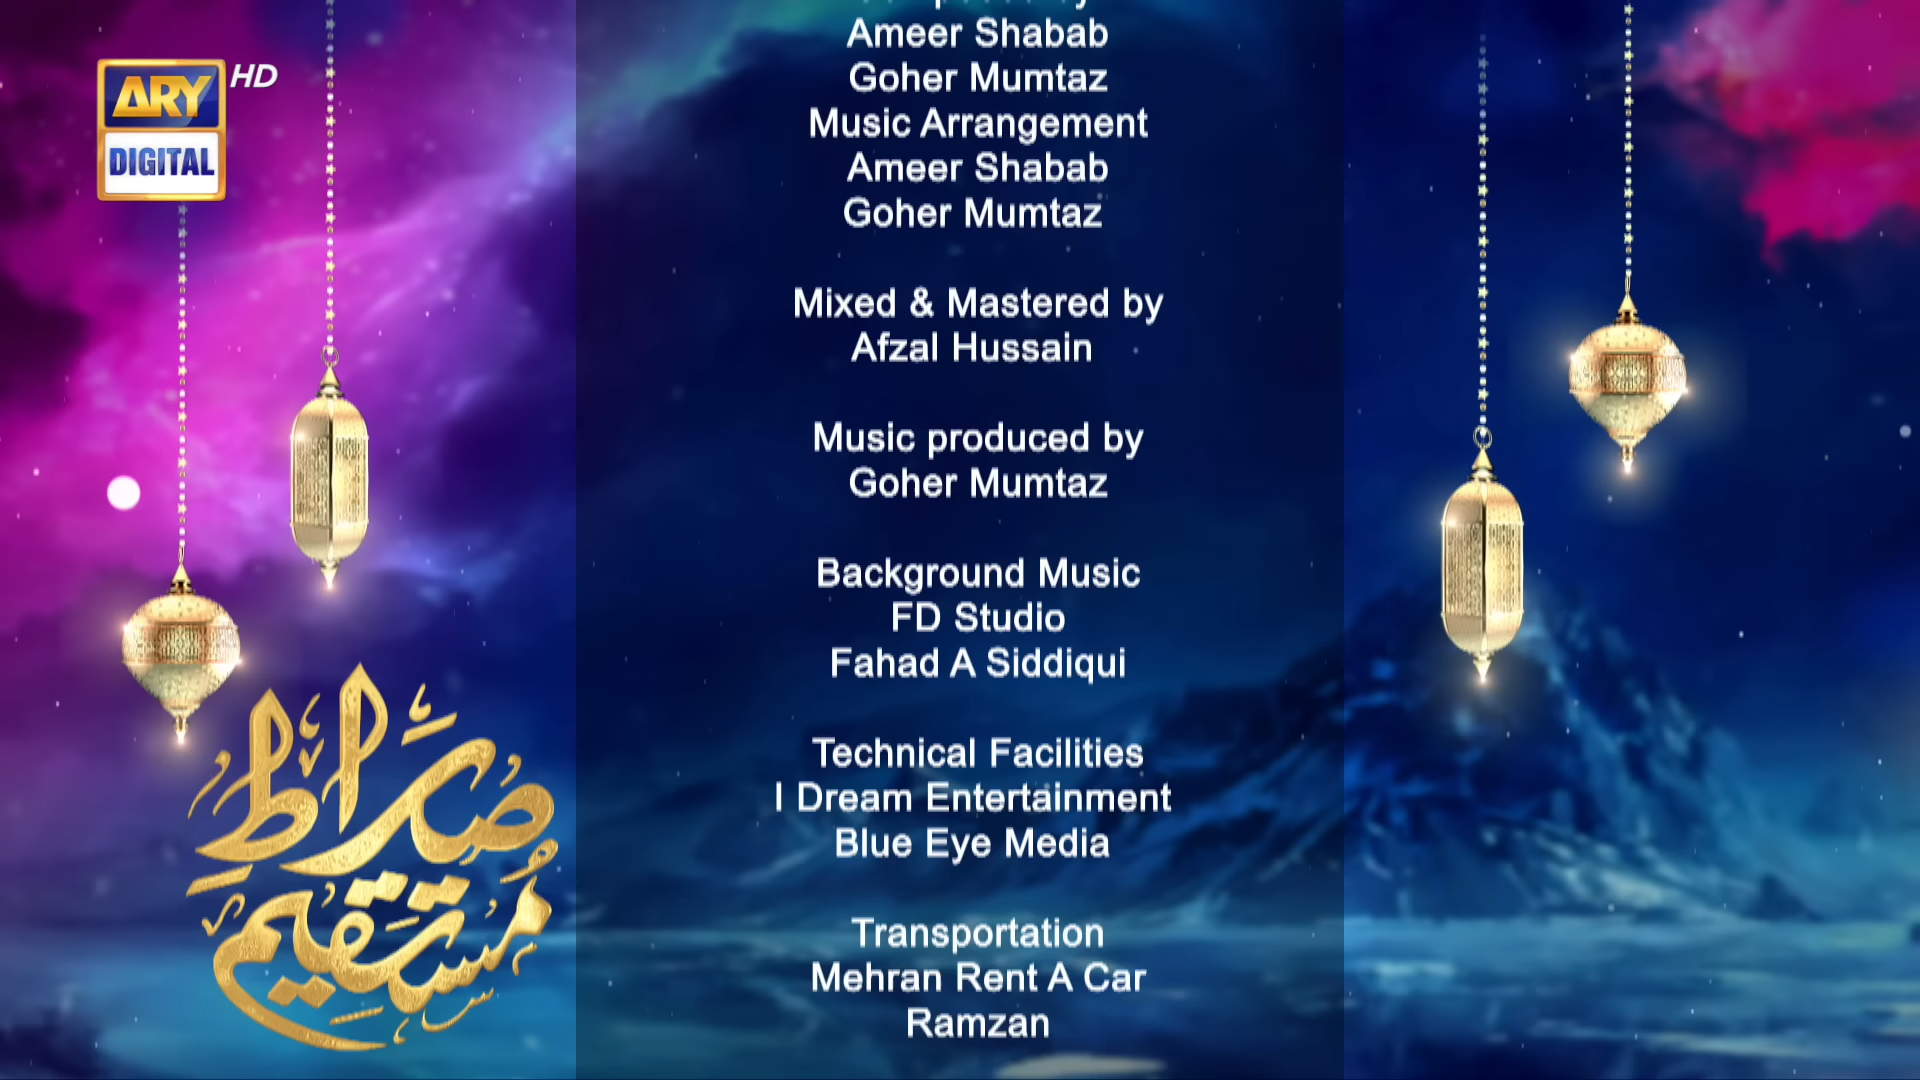 ARY
DIGITAL
HD
Ameer Shabab
Goher Mumtaz
Music Arrangement
Ameer Shabab
Goher Mumtaz
Mixed & Mastered by
Afzal Hussain
Music produced by
Goher Mumtaz
Background Music
FD Studio
Fahad A Siddiqui
Technical Facilities
I Dream Entertainment
Blue Eye Media
Transportation
Mehran Rent A Car
Ramzan
صراطِ
مُستقیم